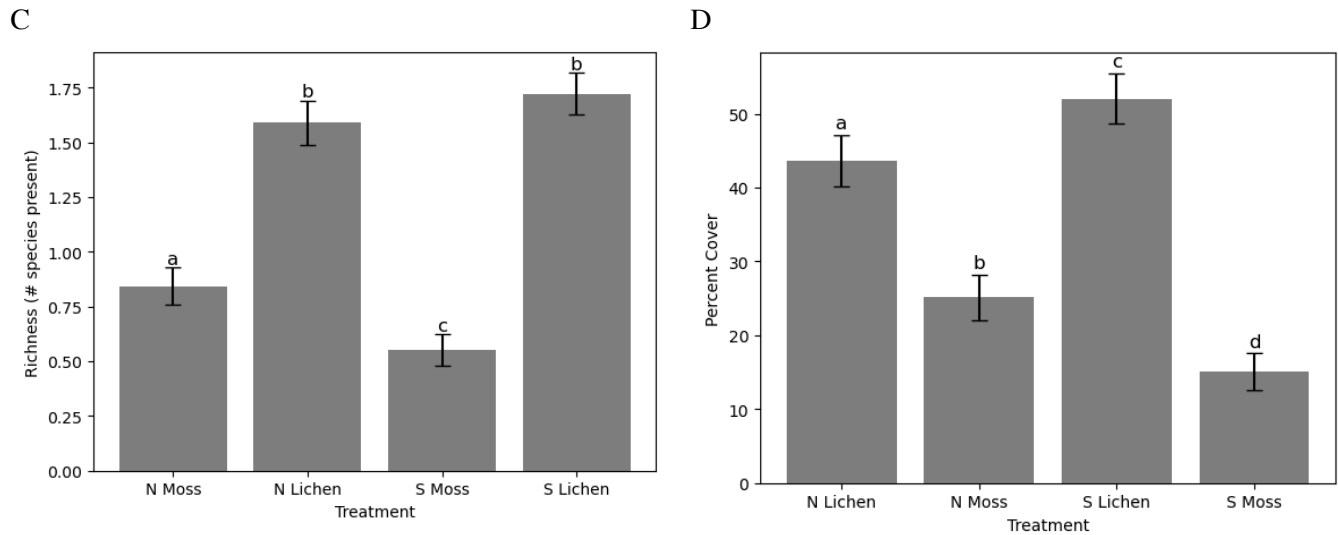 C
Richness (# species present)
1.75
1.50
1.25
1.00
0.75
0.50
0.25
0.00
a
b
c
b
N Moss
N Lichen
S Moss
S Lichen
Treatment
D
Percent Cover
50
40
30
20
10
0
a
b
c
d
N Lichen
N Moss
S Lichen
S Moss
Treatment